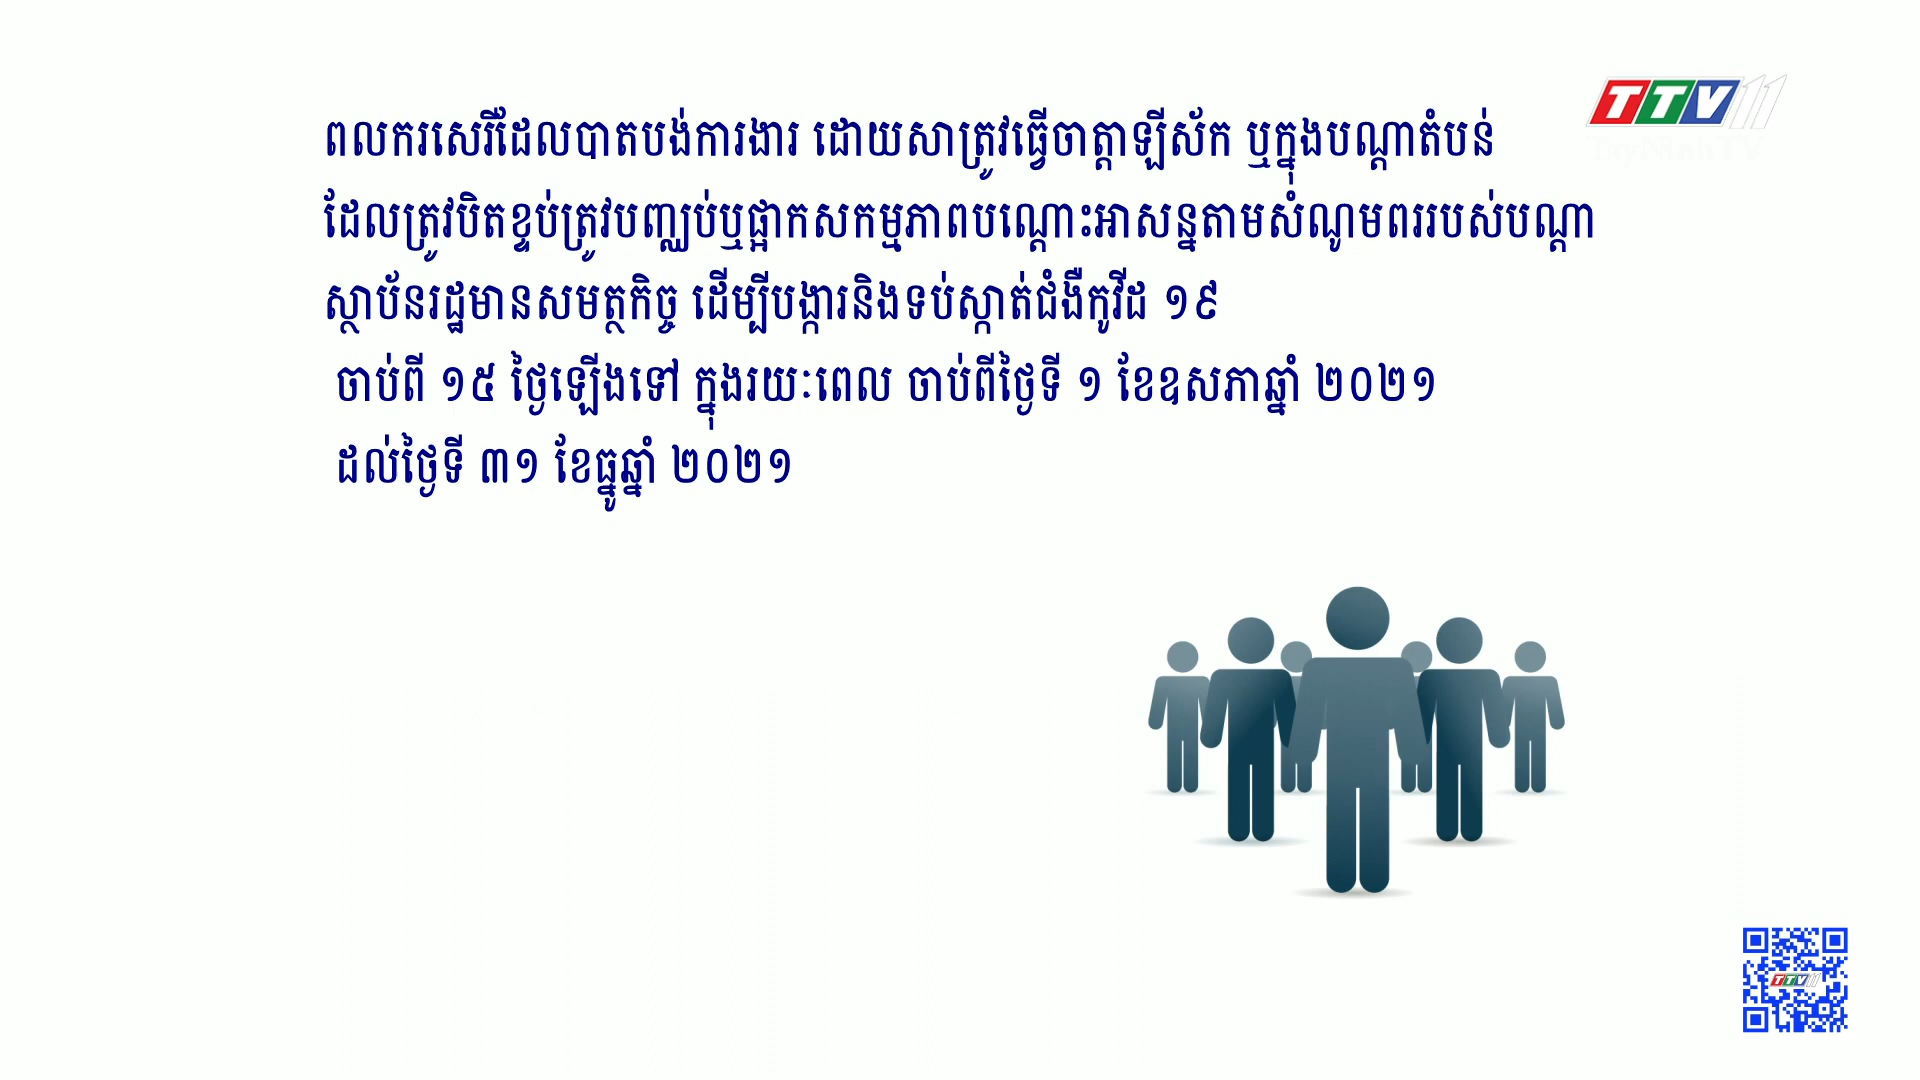 ពលករសេរីដែលបាតបង់ការងារ ដោយសាត្រូវធ្វើចាត្តាឡីស័ក ឬក្នុងបណ្តាតំបន់
TTV11
TayNinhTV
ដែលត្រូវបិតខ្ទប់ត្រូវបញ្ឈប់ឬផ្អាកសកម្មភាពបណ្តោះអាសន្នតាមសំណូមពររបស់បណ្តា
ស្ថាប័នរដ្ឋមានសមត្ថកិច្ច ដើម្បីបង្ការនិងទប់ស្កាត់ជំងឺកូវីដ ១៩
ចាប់ពី ១៥ ថ្ងៃឡើងទៅ ក្នុងរយៈពេល ចាប់ពីថ្ងៃទី ១ ខែឧសភាឆ្នាំ ២០២១
ដល់ថ្ងៃទី ៣១ ខែធ្នូឆ្នាំ ២០២១
TTV11